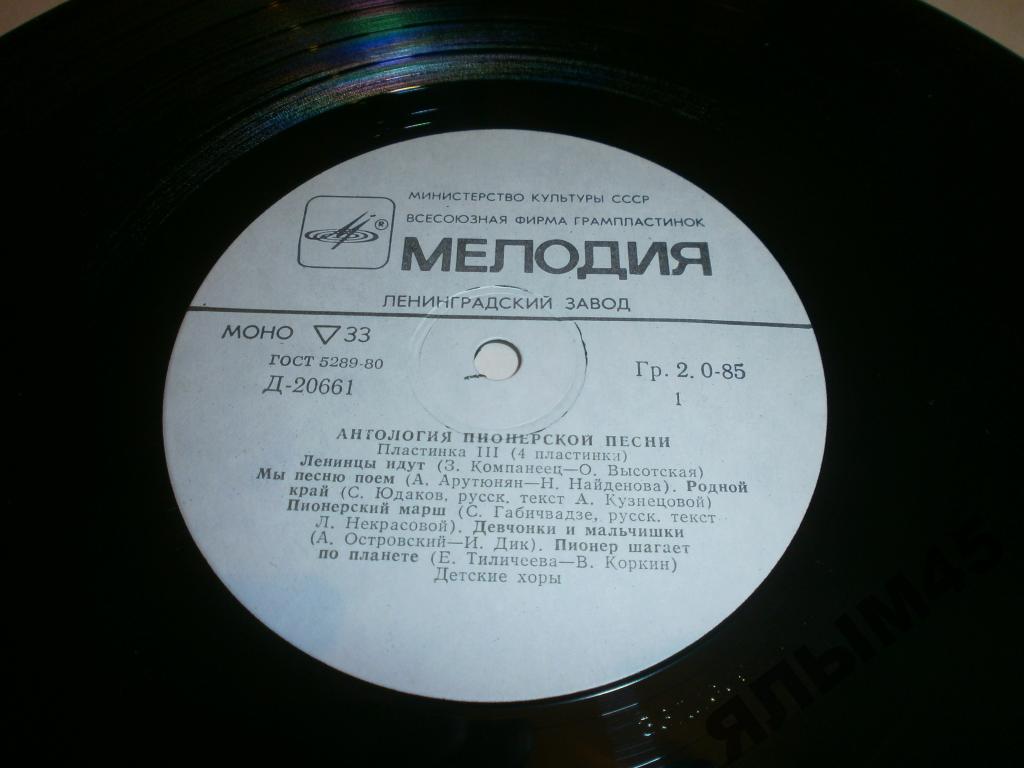 МИНИСТЕРСТВО КУЛЬТУРЫ СССР
ВСЕСОЮЗНАЯ ФИРМА ГРАМПЛАСТИНОК
®
МЕЛОДИЯ
ЛЕНИНГРАДСКИЙ ЗАВОД
МОНО ▽33
ГОСТ 5289-80
Д-20661
Гр. 2. 0-85
1
АНТОЛОГИЯ ПИОНЕРСКОЙ ПЕСНИ
Пластинка III (4 пластинки)
Ленинцы идут (З. Компанеец—О. Высотская)
Мы песню поем (А. Арутюнян—Н. Найденова). Родной
край (С. Юдаков, русск. текст А. Кузнецовой)
Пионерский марш (С. Габичвадзе, русск. текст
Л. Некрасовой). Девчонки и мальчишки
(А. Островский—И. Дик). Пионер шагает
по планете (Е. Тиличеева—В. Коркин)
Детские хоры
ЯЛЫМ45